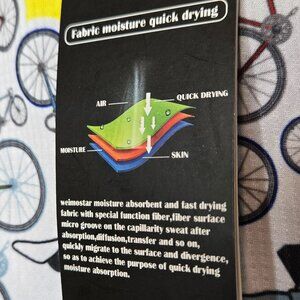 Fabric moisture quick drying
AIR
QUICK DRYING
MOISTURE
SKIN
weimostar moisture absorbent and fast drying
fabric with special function fiber,fiber surface
micro groove on the capillarity sweat after
absorption,diffusion,transfer and so on,
quickly migrate to the surface and divergence,
so as to achieve the purpose of quick drying
moisture absorption.